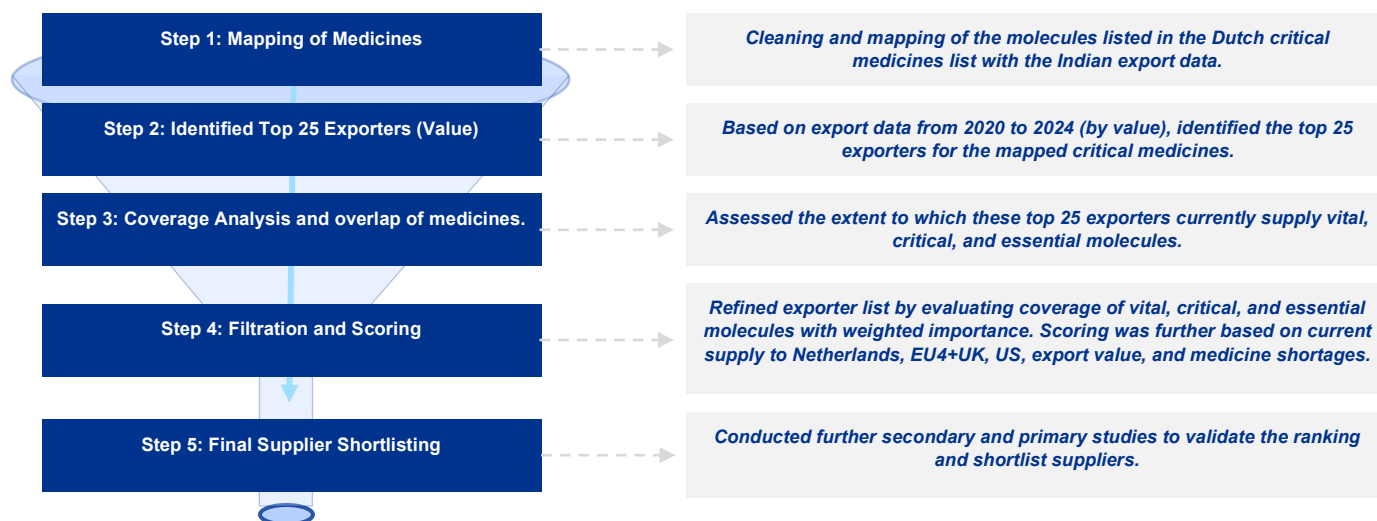 Step 1: Mapping of Medicines
Cleaning and mapping of the molecules listed in the Dutch critical
medicines list with the Indian export data.
Step 2: Identified Top 25 Exporters (Value)
Based on export data from 2020 to 2024 (by value), identified the top 25
exporters for the mapped critical medicines.
Step 3: Coverage Analysis and overlap of medicines.
Assessed the extent to which these top 25 exporters currently supply vital,
critical, and essential molecules.
Step 4: Filtration and Scoring
Refined exporter list by evaluating coverage of vital, critical, and essential
molecules with weighted importance. Scoring was further based on current
supply to Netherlands, EU4+UK, US, export value, and medicine shortages.
Step 5: Final Supplier Shortlisting
Conducted further secondary and primary studies to validate the ranking
and shortlist suppliers.